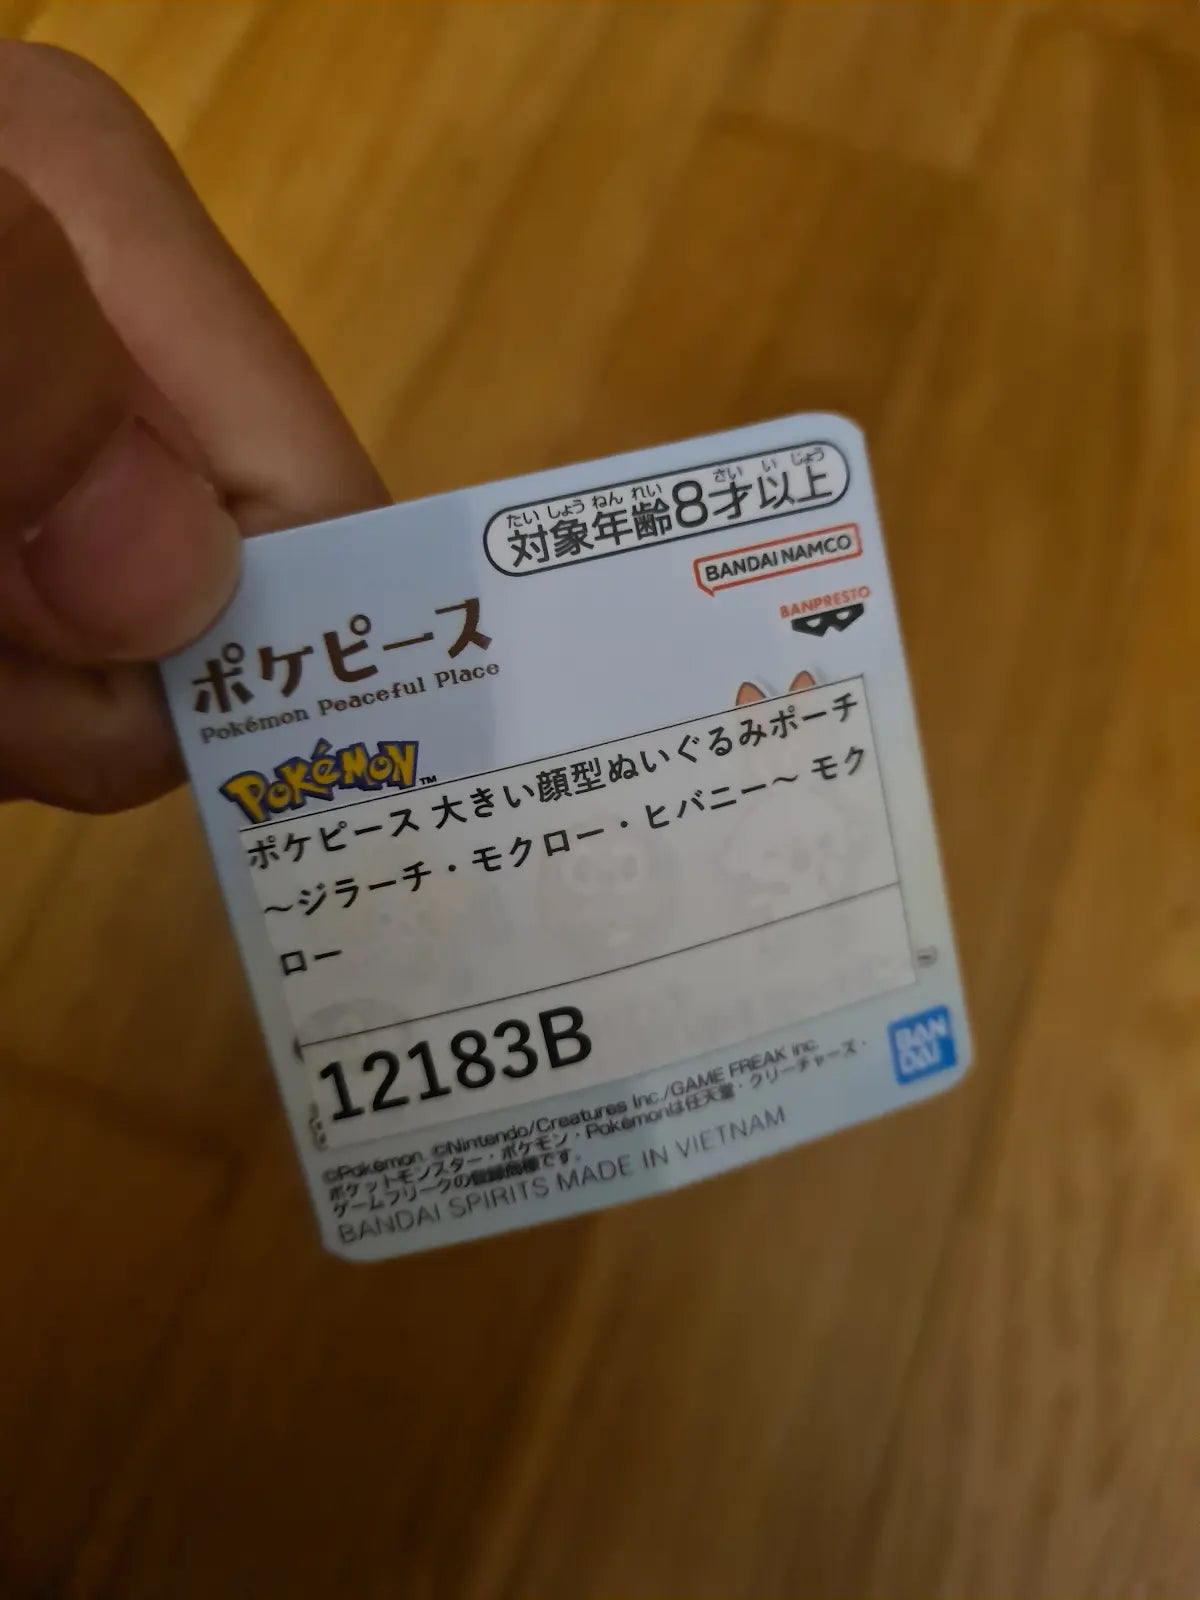 たいしょうねんれい さいいじょう
対象年齢8才以上
BANDAI NAMCO
BANPRESTO
ポケピース
Pokémon Peaceful Place
POKéMON™
ポケピース 大きい顔型ぬいぐるみポーチ
~ジラーチ・モクロー・ヒバニー~ モク
ロー
12183B
©Pokémon. ©Nintendo/Creatures Inc./GAME FREAK inc.
ポケットモンスター・ポケモン・Pokémonは任天堂・クリーチャーズ・
ゲームフリークの登録商標です。
BANDAI SPIRITS MADE IN VIETNAM
BANDAI